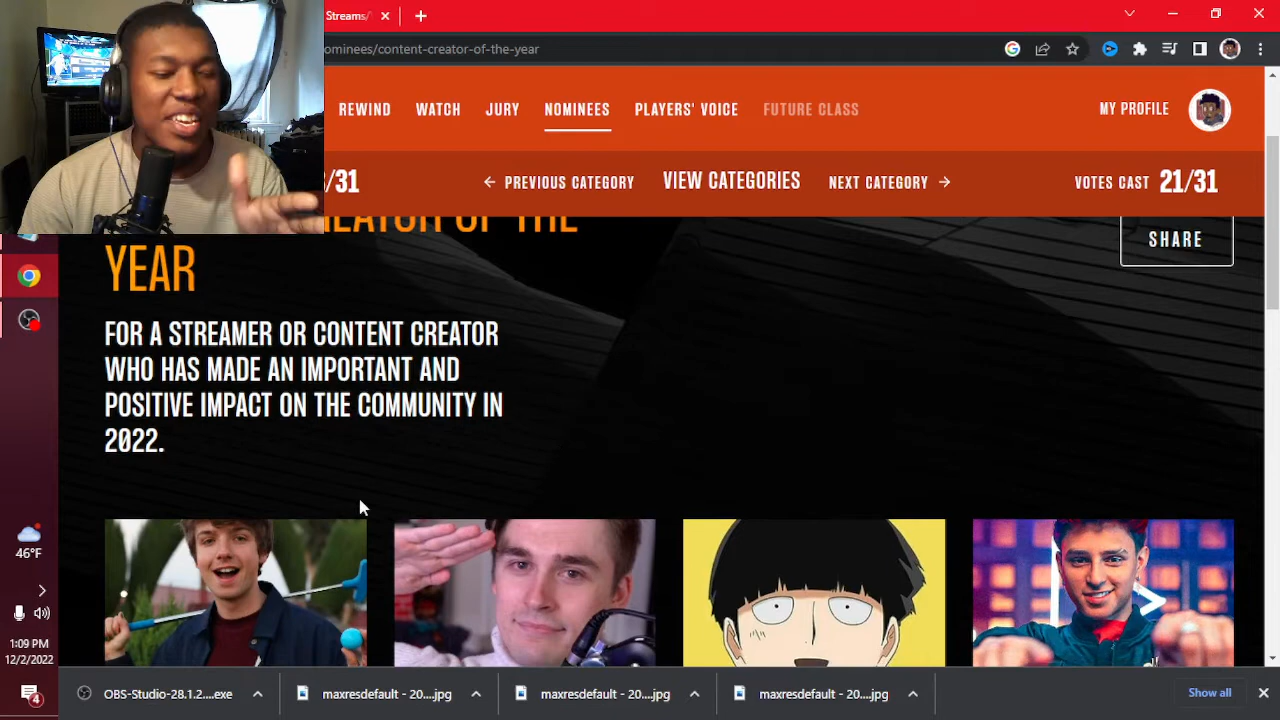 Streams/
ominees/content-creator-of-the-year
REWIND WATCH JURY NOMINEES PLAYERS' VOICE FUTURE CLASS MY PROFILE
/31 ← PREVIOUS CATEGORY VIEW CATEGORIES NEXT CATEGORY → VOTES CAST 21/31
OF THE
YEAR
SHARE
FOR A STREAMER OR CONTENT CREATOR
WHO HAS MADE AN IMPORTANT AND
POSITIVE IMPACT ON THE COMMUNITY IN
2022.
46°F
1:09 PM
12/2/2022
4
OBS-Studio-28.1.2....exe maxresdefault - 20....jpg maxresdefault - 20....jpg maxresdefault - 20....jpg Show all